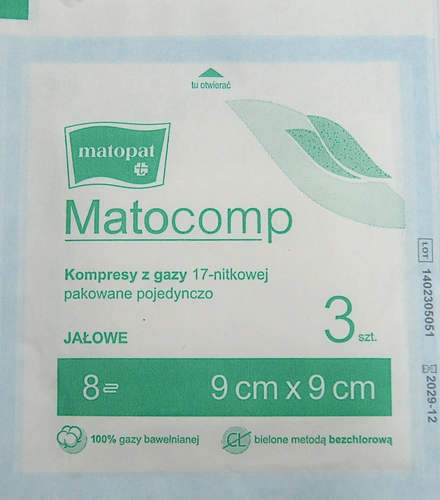 tu otwierać
matopat
Matocomp
Kompresy z gazy 17-nitkowej
pakowane pojedynczo
3 szt.
JAŁOWE
8
9 cm x 9 cm
100% gazy bawełnianej
CL
bielone metodą bezchlorową
LOT 1402305051
2029-12